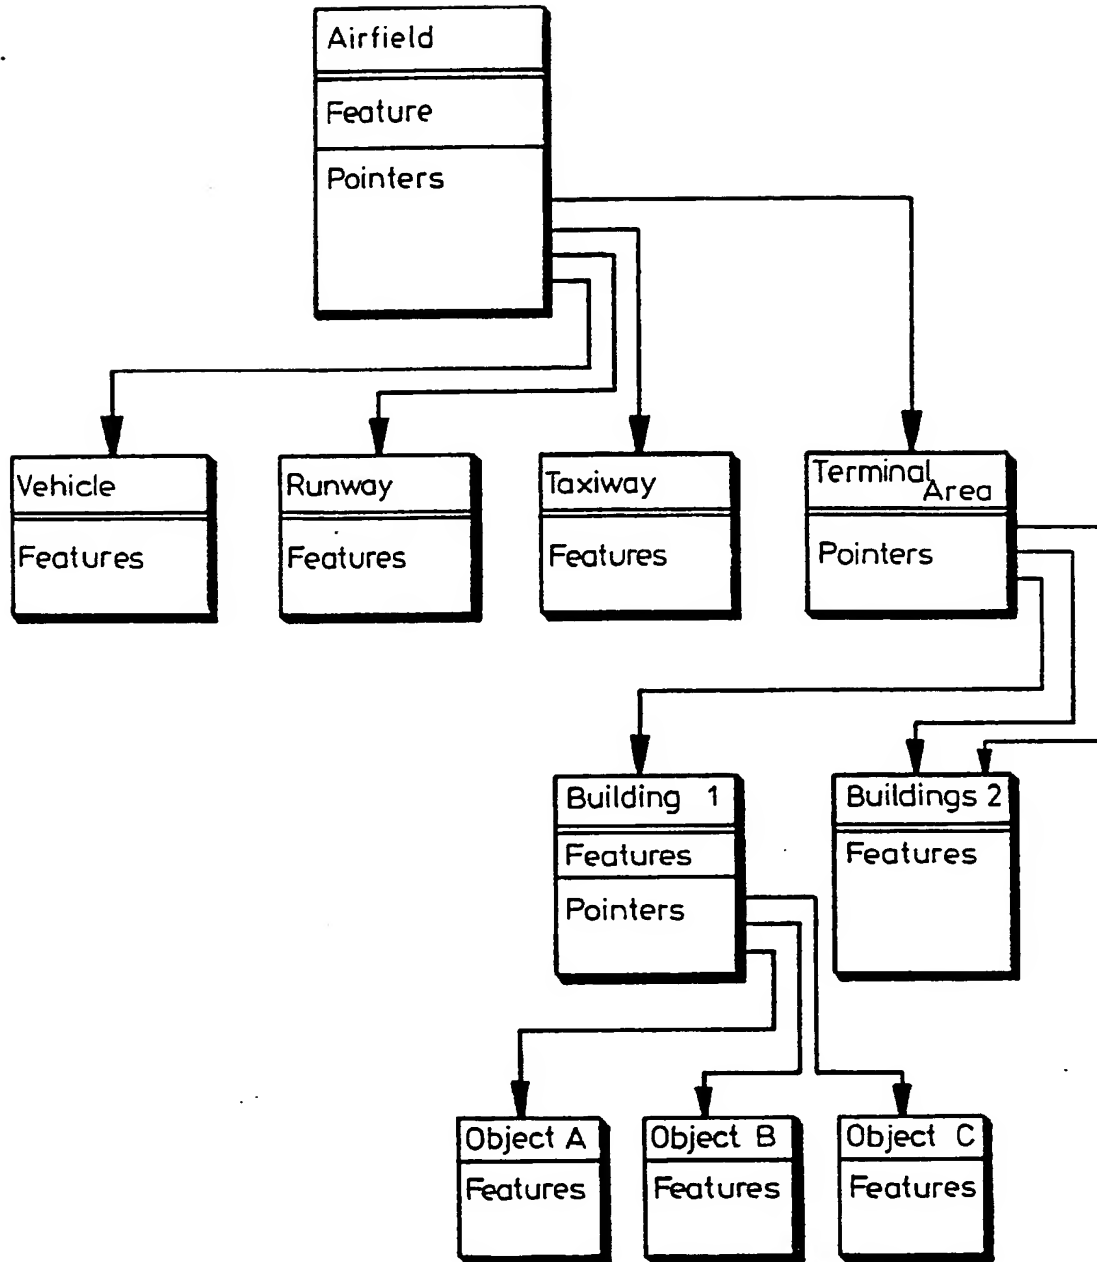 Airfield
Feature
Pointers
Vehicle
Features
Runway
Features
Taxiway
Features
Terminal
Area
Pointers
Building 1
Features
Pointers
Buildings 2
Features
Object A
Features
Object B
Features
Object C
Features